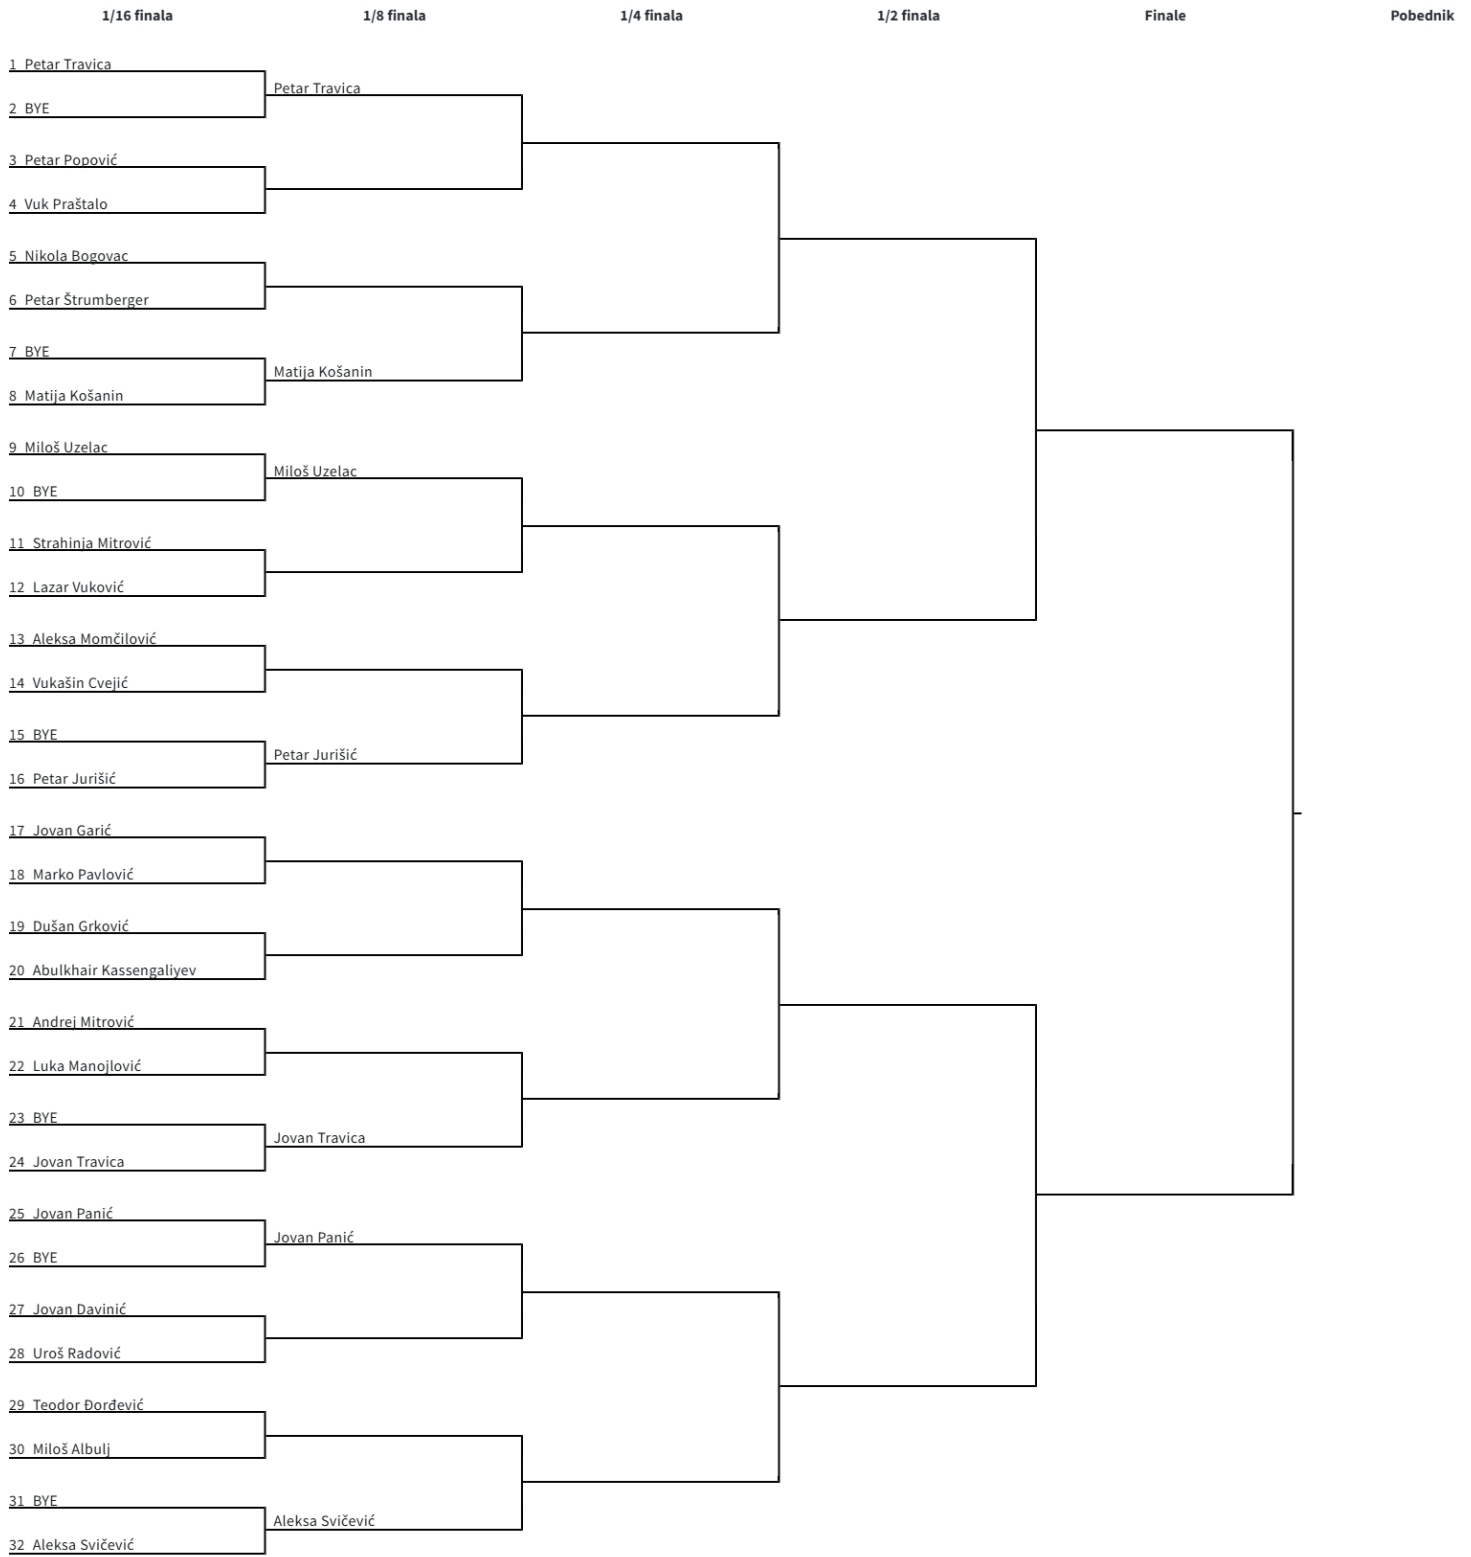 1/16 finala 1/8 finala 1/4 finala 1/2 finala Finale Pobednik
1 Petar Travica
Petar Travica
2 BYE
3 Petar Popović
4 Vuk Praštalo
5 Nikola Bogovac
6 Petar Štrumberger
7 BYE
Matija Košanin
8 Matija Košanin
9 Miloš Uzelac
Miloš Uzelac
10 BYE
11 Strahinja Mitrović
12 Lazar Vuković
13 Aleksa Momčilović
14 Vukašin Cvejić
15 BYE
Petar Jurišić
16 Petar Jurišić
17 Jovan Garić
18 Marko Pavlović
19 Dušan Grković
20 Abulkhair Kassengaliyev
21 Andrej Mitrović
22 Luka Manojlović
23 BYE
Jovan Travica
24 Jovan Travica
25 Jovan Panić
Jovan Panić
26 BYE
27 Jovan Davinić
28 Uroš Radović
29 Teodor Đorđević
30 Miloš Albulj
31 BYE
Aleksa Svičević
32 Aleksa Svičević